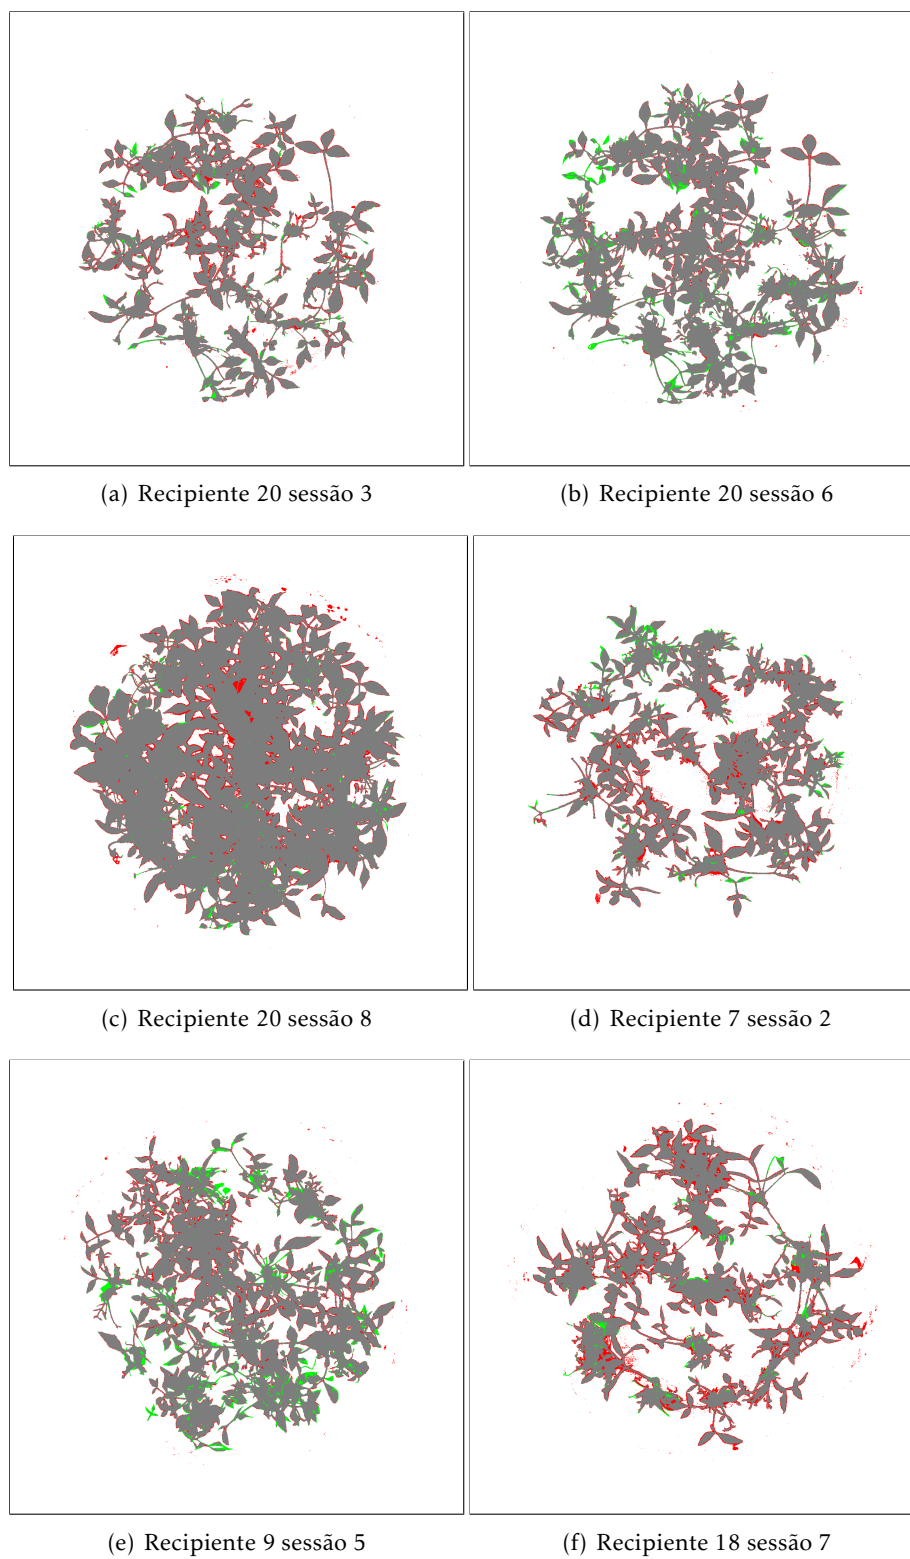 (a) Recipiente 20 sessão 3
(b) Recipiente 20 sessão 6
(c) Recipiente 20 sessão 8
(d) Recipiente 7 sessão 2
(e) Recipiente 9 sessão 5
(f) Recipiente 18 sessão 7